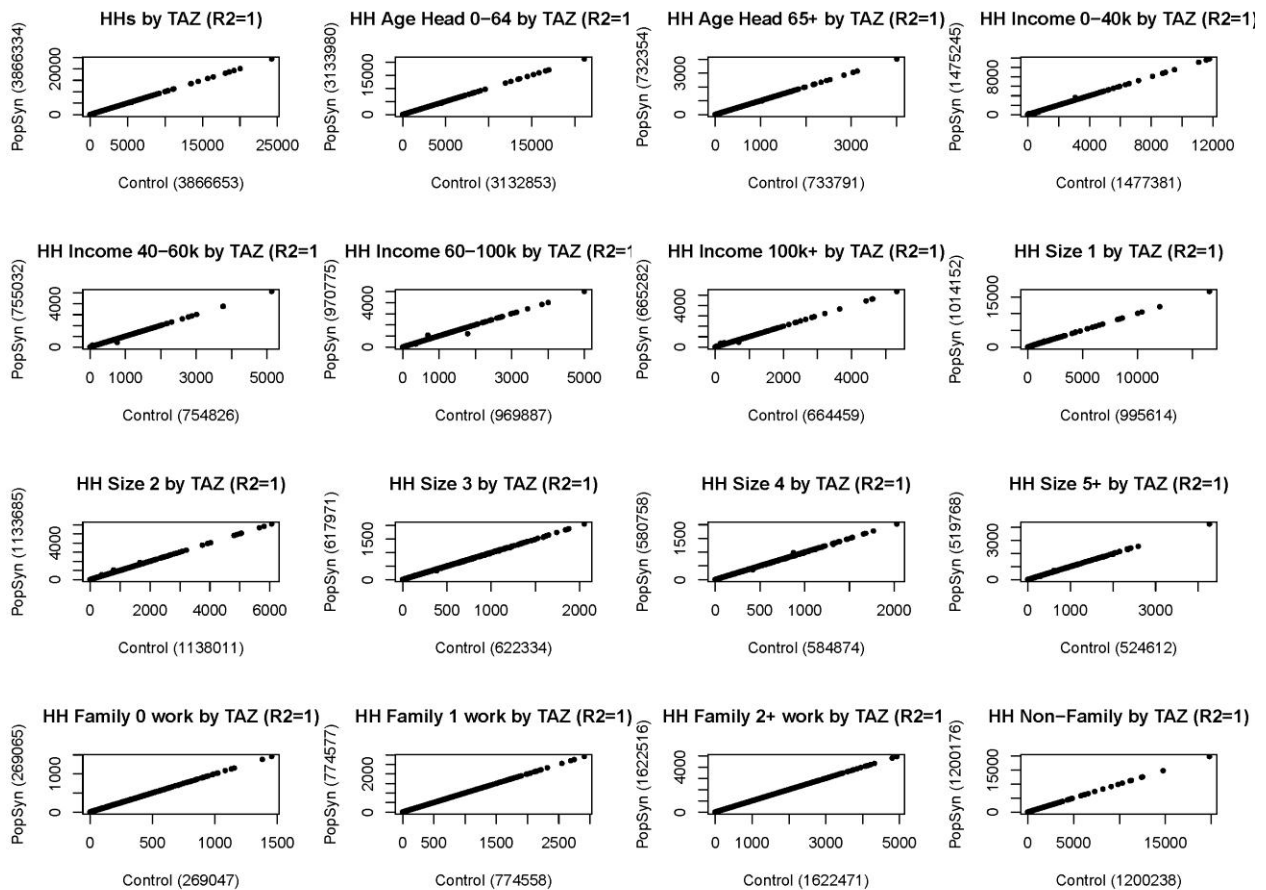 HHs by TAZ (R2=1)
PopSyn (3866334)
0 20000
0 5000 15000 25000
Control (3866653)
HH Age Head 0−64 by TAZ (R2=1
PopSyn (3133980)
0 15000
0 5000 15000
Control (3132853)
HH Age Head 65+ by TAZ (R2=1)
PopSyn (732354)
0 3000
0 1000 3000
Control (733791)
HH Income 0−40k by TAZ (R2=1)
PopSyn (1475245)
0 8000
0 4000 8000 12000
Control (1477381)
HH Income 40−60k by TAZ (R2=1
PopSyn (755032)
0 4000
0 1000 3000 5000
Control (754826)
HH Income 60−100k by TAZ (R2=1
PopSyn (970775)
0 4000
0 1000 3000 5000
Control (969887)
HH Income 100k+ by TAZ (R2=1)
PopSyn (665282)
0 4000
0 2000 4000
Control (664459)
HH Size 1 by TAZ (R2=1)
PopSyn (1014152)
0 15000
0 5000 10000
Control (995614)
HH Size 2 by TAZ (R2=1)
PopSyn (1133685)
0 4000
0 2000 4000 6000
Control (1138011)
HH Size 3 by TAZ (R2=1)
PopSyn (617971)
0 1500
0 500 1000 2000
Control (622334)
HH Size 4 by TAZ (R2=1)
PopSyn (580758)
0 1500
0 500 1000 2000
Control (584874)
HH Size 5+ by TAZ (R2=1)
PopSyn (519768)
0 3000
0 1000 3000
Control (524612)
HH Family 0 work by TAZ (R2=1)
PopSyn (269065)
0 1000
0 500 1000 1500
Control (269047)
HH Family 1 work by TAZ (R2=1)
PopSyn (774577)
0 2000
0 500 1500 2500
Control (774558)
HH Family 2+ work by TAZ (R2=1
PopSyn (1622516)
0 4000
0 1000 3000 5000
Control (1622471)
HH Non−Family by TAZ (R2=1)
PopSyn (1200176)
0 15000
0 5000 15000
Control (1200238)